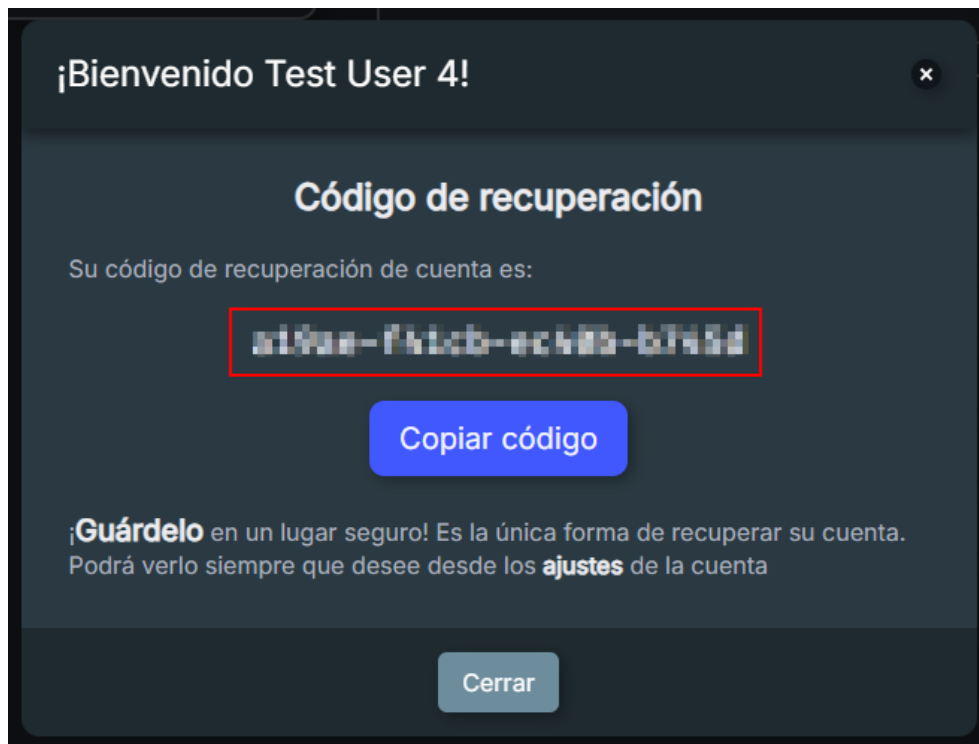 ¡Bienvenido Test User 4!
Código de recuperación
Su código de recuperación de cuenta es:
Copiar código
¡Guárdelo en un lugar seguro! Es la única forma de recuperar su cuenta.
Podrá verlo siempre que desee desde los ajustes de la cuenta
Cerrar